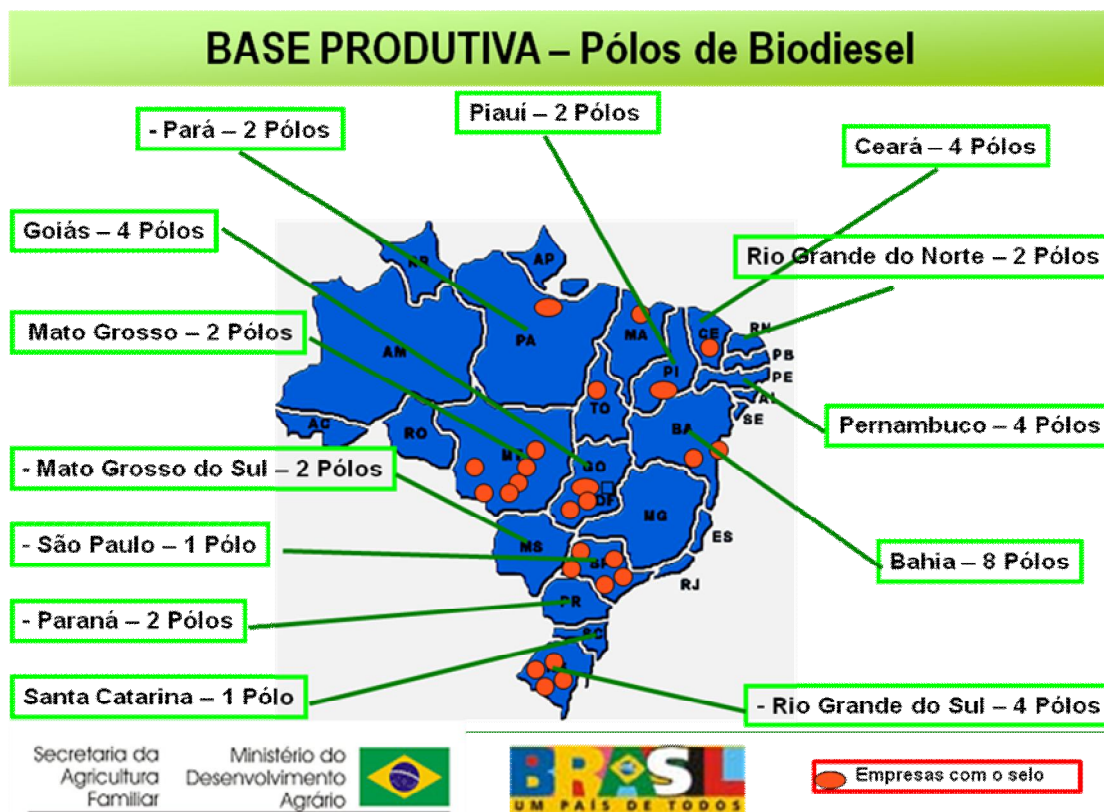 BASE PRODUTIVA – Pólos de Biodiesel
- Pará – 2 Pólos
Piauí – 2 Pólos
Ceará – 4 Pólos
Goiás – 4 Pólos
Rio Grande do Norte – 2 Pólos
Mato Grosso – 2 Pólos
Pernambuco – 4 Pólos
- Mato Grosso do Sul – 2 Pólos
- São Paulo – 1 Pólo
Bahia – 8 Pólos
- Paraná – 2 Pólos
Santa Catarina – 1 Pólo
- Rio Grande do Sul – 4 Pólos
RR
AP
AM
PA
MA
CE
RN
PB
PI
PE
AL
SE
TO
BA
AC
RO
MT
GO
DF
MG
ES
MS
SP
RJ
PR
SC
Secretaria da
Agricultura
Familiar
Ministério do
Desenvolvimento
Agrário
BRASIL
UM PAÍS DE TODOS
Empresas com o selo